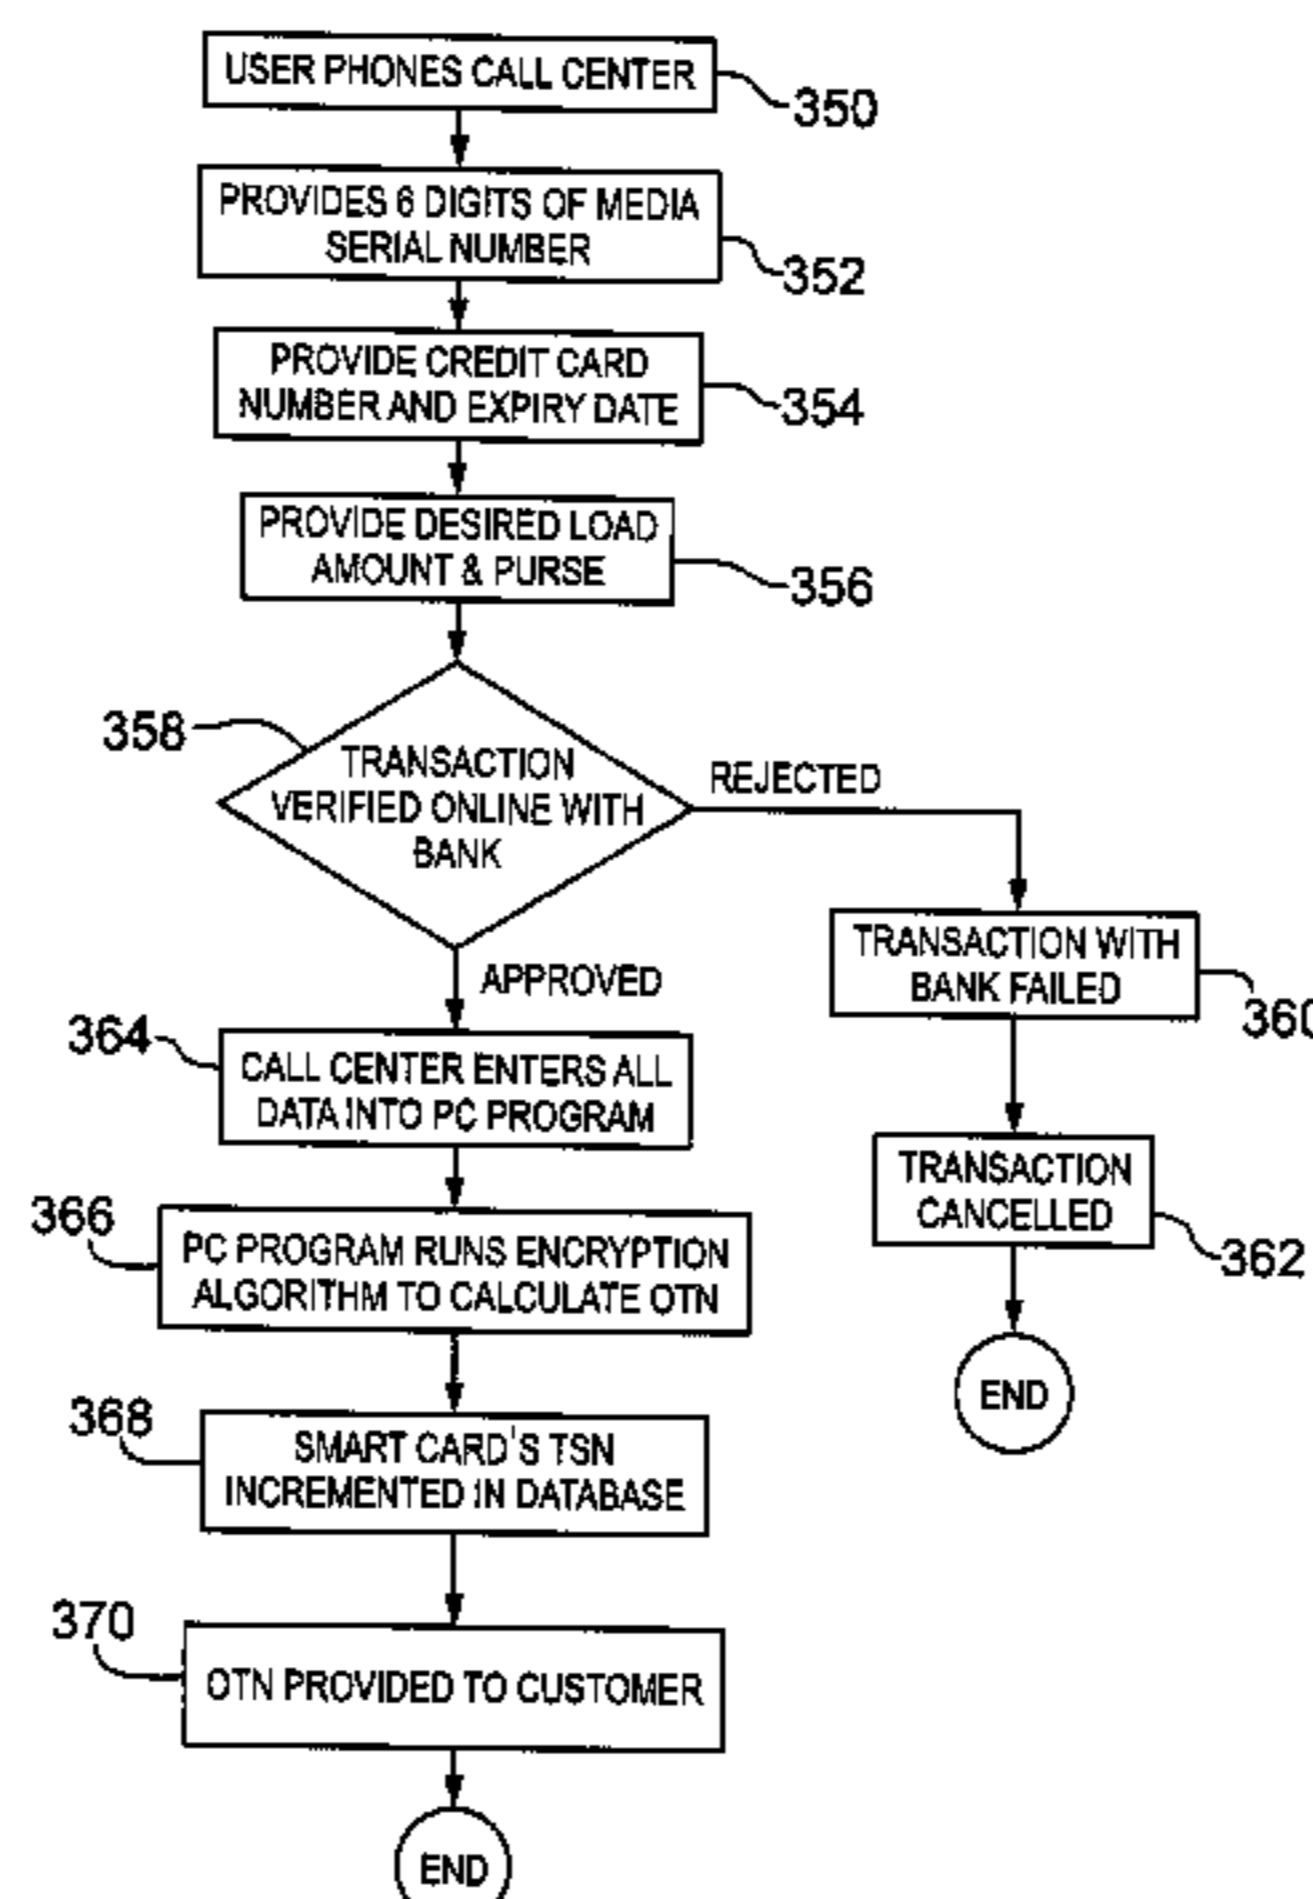 USER PHONES CALL CENTER
350
PROVIDES 6 DIGITS OF MEDIA
SERIAL NUMBER
352
PROVIDE CREDIT CARD
NUMBER AND EXPIRY DATE
354
PROVIDE DESIRED LOAD
AMOUNT & PURSE
356
358
TRANSACTION
VERIFIED ONLINE WITH
BANK
REJECTED
TRANSACTION WITH
BANK FAILED
360
APPROVED
364
CALL CENTER ENTERS ALL
DATA INTO PC PROGRAM
TRANSACTION
CANCELLED
362
366
PC PROGRAM RUNS ENCRYPTION
ALGORITHM TO CALCULATE OTN
END
368
SMART CARD'S TSN
INCREMENTED IN DATABASE
370
OTN PROVIDED TO CUSTOMER
END